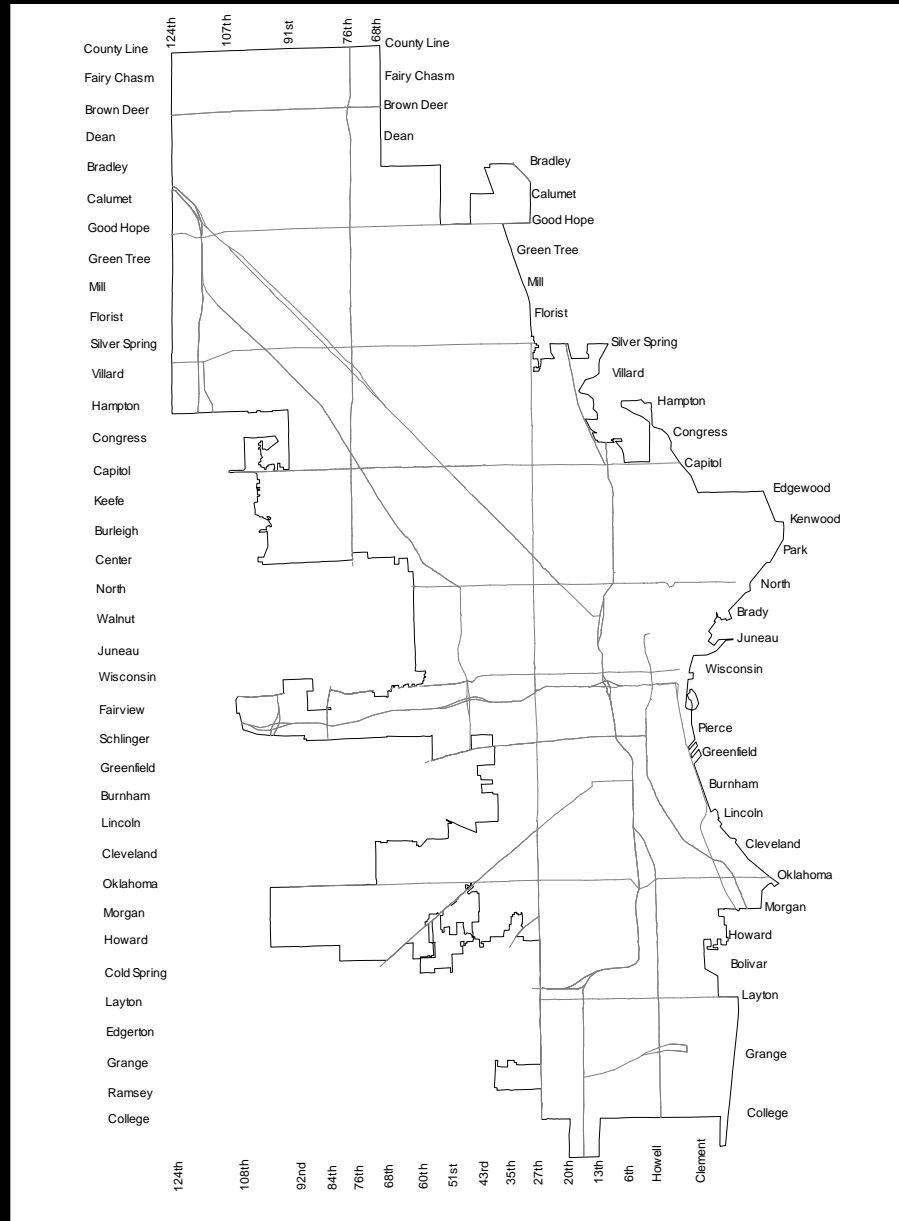 124th
107th
91st
76th
68th
County Line
County Line
Fairy Chasm
Fairy Chasm
Brown Deer
Brown Deer
Dean
Dean
Bradley
Bradley
Calumet
Calumet
Good Hope
Good Hope
Green Tree
Green Tree
Mill
Mill
Florist
Florist
Silver Spring
Silver Spring
Villard
Villard
Hampton
Hampton
Congress
Congress
Capitol
Capitol
Keefe
Edgewood
Burleigh
Kenwood
Center
Park
North
North
Walnut
Brady
Juneau
Juneau
Wisconsin
Wisconsin
Fairview
Pierce
Schlinger
Greenfield
Greenfield
Burnham
Burnham
Lincoln
Lincoln
Cleveland
Cleveland
Oklahoma
Oklahoma
Morgan
Morgan
Howard
Howard
Cold Spring
Bolivar
Layton
Layton
Edgerton
Grange
Grange
Ramsey
College
College
124th
108th
92nd
84th
76th
68th
60th
51st
43rd
35th
27th
20th
13th
6th
Howell
Clement